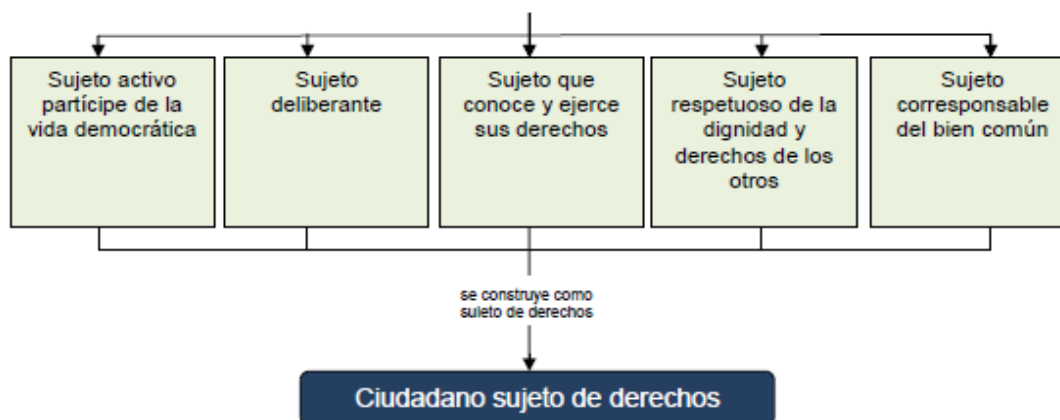 Sujeto activo
partícipe de la
vida democrática
Sujeto
deliberante
Sujeto que
conoce y ejerce
sus derechos
Sujeto
respetuoso de la
dignidad y
derechos de los
otros
Sujeto
corresponsable
del bien común
se construye como
sujeto de derechos
Ciudadano sujeto de derechos